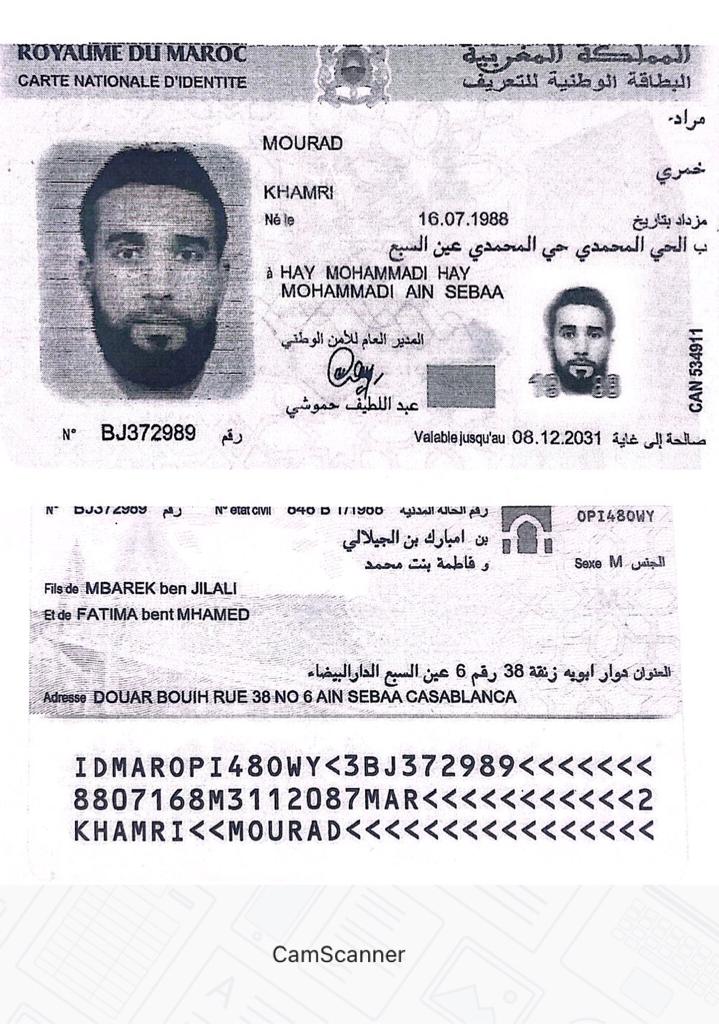 ROYAUME DU MAROC
المملكة المغربية
CARTE NATIONALE D'IDENTITE
البطاقة الوطنية للتعريف
مراد
MOURAD
خمري
KHAMRI
Né le 16.07.1988 مزداد بتاريخ
ب الحي المحمدي حي المحمدي عين السبع
à HAY MOHAMMADI HAY
MOHAMMADI AIN SEBAA
المدير العام للأمن الوطني
عبد اللطيف حموشي
CAN 534911
N° BJ372989 رقم
Valable jusqu'au 08.12.2031 صالحة إلى غاية
N° BJ372989 رقم N° état civil 846 B 1/1988 رقم الحالة المدنية
OPI480WY
بن امبارك بن الجيلالي
Sexe M الجنس
و فاطمة بنت محمد
Fils de MBAREK ben JILALI
Et de FATIMA bent MHAMED
العنوان دوار ابويه زنقة 38 رقم 6 عين السبع الدارالبيضاء
Adresse DOUAR BOUIH RUE 38 NO 6 AIN SEBAA CASABLANCA
IDMAROPI480WY<3BJ372989<<<<<<<
8807168M3112087MAR<<<<<<<<<<<2
KHAMRI<<MOURAD<<<<<<<<<<<<<<<<
CamScanner